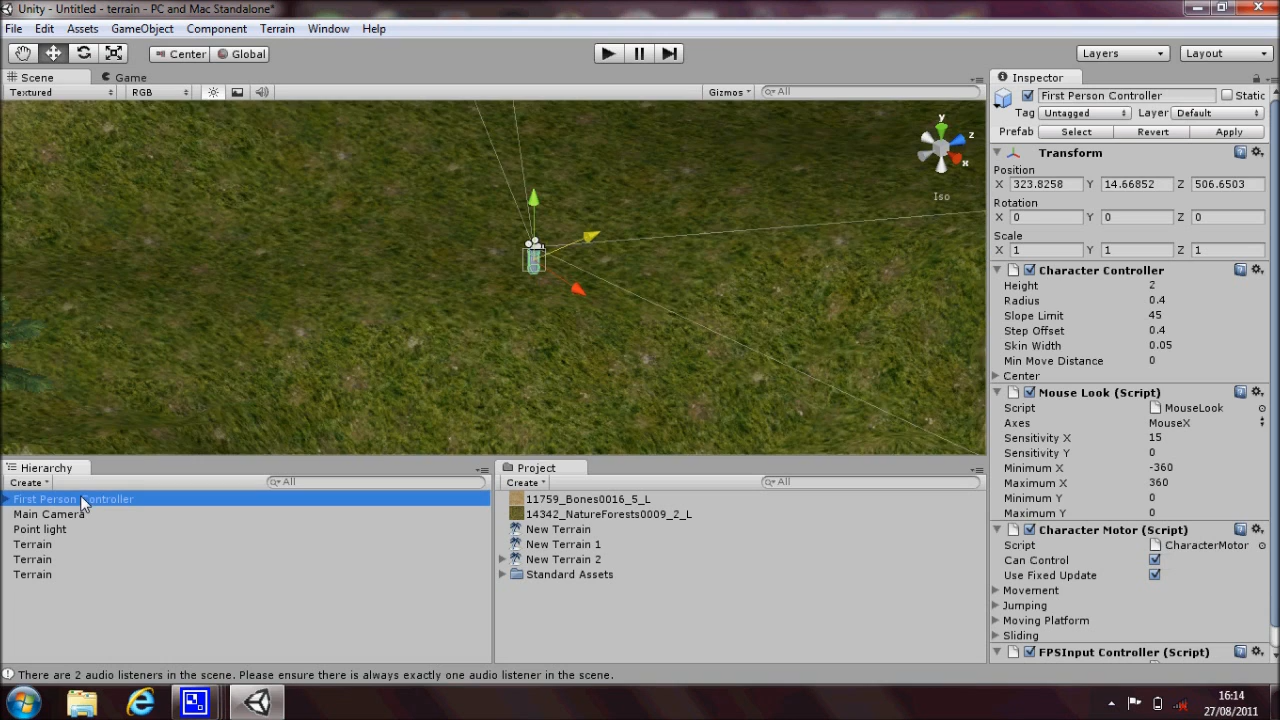 Unity - Untitled - terrain - PC and Mac Standalone*
File Edit Assets GameObject Component Terrain Window Help
Center Global Layers Layout
Scene Game
Textured RGB Gizmos All
y
z
x
Iso
Inspector
First Person Controller Static
Tag Untagged Layer Default
Prefab Select Revert Apply
Transform
Position
X 323.8258 Y 14.66852 Z 506.6503
Rotation
X 0 Y 0 Z 0
Scale
X 1 Y 1 Z 1
Character Controller
Height 2
Radius 0.4
Slope Limit 45
Step Offset 0.4
Skin Width 0.05
Min Move Distance 0
Center
Mouse Look (Script)
Script MouseLook
Axes MouseX
Sensitivity X 15
Sensitivity Y 0
Minimum X -360
Maximum X 360
Minimum Y 0
Maximum Y 0
Character Motor (Script)
Script CharacterMotor
Can Control
Use Fixed Update
Movement
Jumping
Moving Platform
Sliding
FPSInput Controller (Script)
Hierarchy
Create All
First Person Controller
Main Camera
Point light
Terrain
Terrain
Terrain
Project
Create All
11759_Bones0016_5_L
14342_NatureForests0009_2_L
New Terrain
New Terrain 1
New Terrain 2
Standard Assets
There are 2 audio listeners in the scene. Please ensure there is always exactly one audio listener in the scene.
16:14
27/08/2011